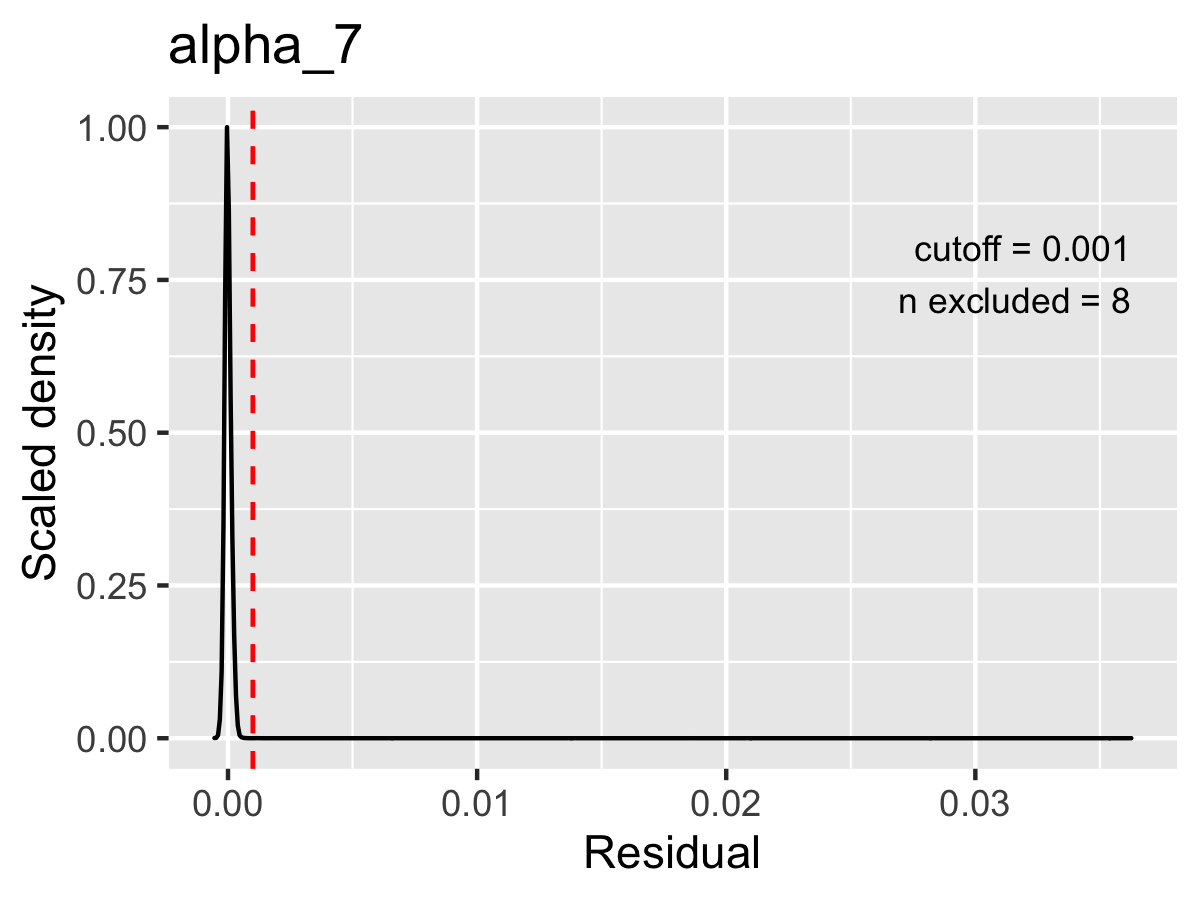 alpha_7
1.00
0.75
0.50
0.25
0.00
Scaled density
cutoff = 0.001
n excluded = 8
0.00 0.01 0.02 0.03
Residual